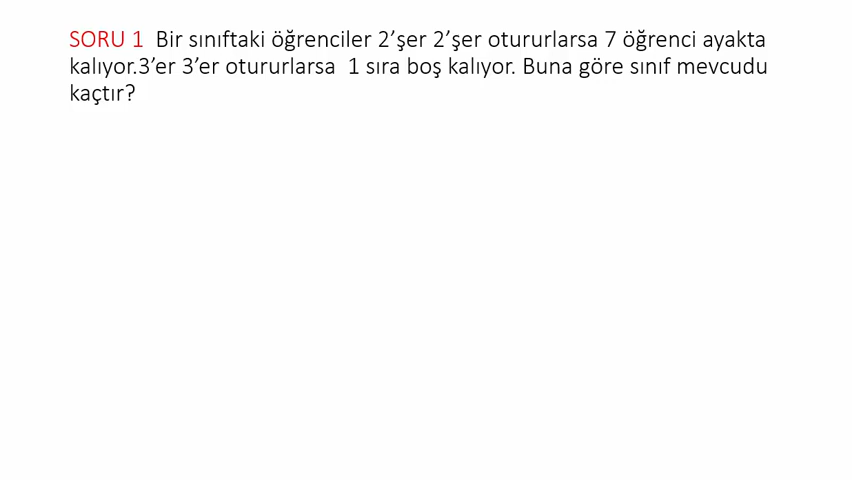 SORU 1 Bir sınıftaki öğrenciler 2’şer 2’şer otururlarsa 7 öğrenci ayakta
kalıyor.3’er 3’er otururlarsa 1 sıra boş kalıyor. Buna göre sınıf mevcudu
kaçtır?